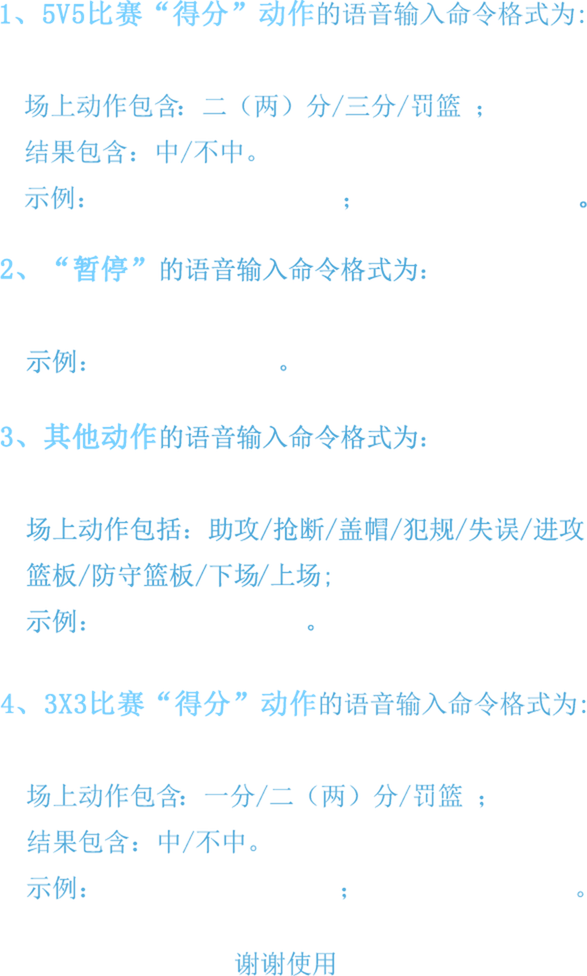 1、5V5比赛“得分”动作的语音输入命令格式为:
场上动作包含: 二（两）分/三分/罚篮 ；
结果包含: 中/不中。
示例: ； 。
2、“暂停”的语音输入命令格式为:
示例: 。
3、其他动作的语音输入命令格式为:
场上动作包括: 助攻/抢断/盖帽/犯规/失误/进攻
篮板/防守篮板/下场/上场;
示例: 。
4、3X3比赛“得分”动作的语音输入命令格式为:
场上动作包含: 一分/二（两）分/罚篮 ；
结果包含: 中/不中。
示例: ； 。
谢谢使用